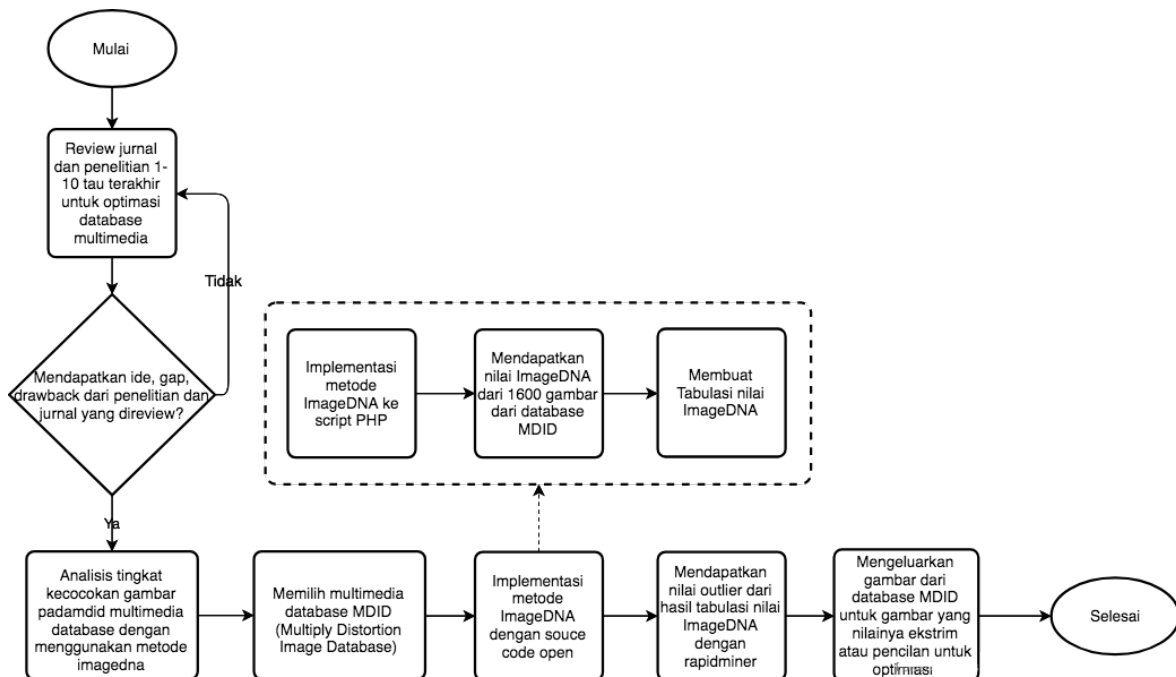 Mulai
Review jurnal
dan penelitian 1-
10 tau terakhir
untuk optimasi
database
multimedia
Tidak
Mendapatkan ide, gap,
drawback dari penelitian dan
jurnal yang direview?
Ya
Implementasi
metode
ImageDNA ke
script PHP
Mendapatkan
nilai ImageDNA
dari 1600 gambar
dari database
MDID
Membuat
Tabulasi nilai
ImageDNA
Analisis tingkat
kecocokan gambar
padamdid multimedia
database dengan
menggunakan metode
imagedna
Memilih multimedia
database MDID
(Multiply Distortion
Image Database)
Implementasi
metode
ImageDNA
dengan souce
code open
Mendapatkan
nilai outlier dari
hasil tabulasi nilai
ImageDNA
dengan
rapidminer
Mengeluarkan
gambar dari
database MDID
untuk gambar yang
nilainya ekstrim
atau pencilan untuk
optimasi
Selesai